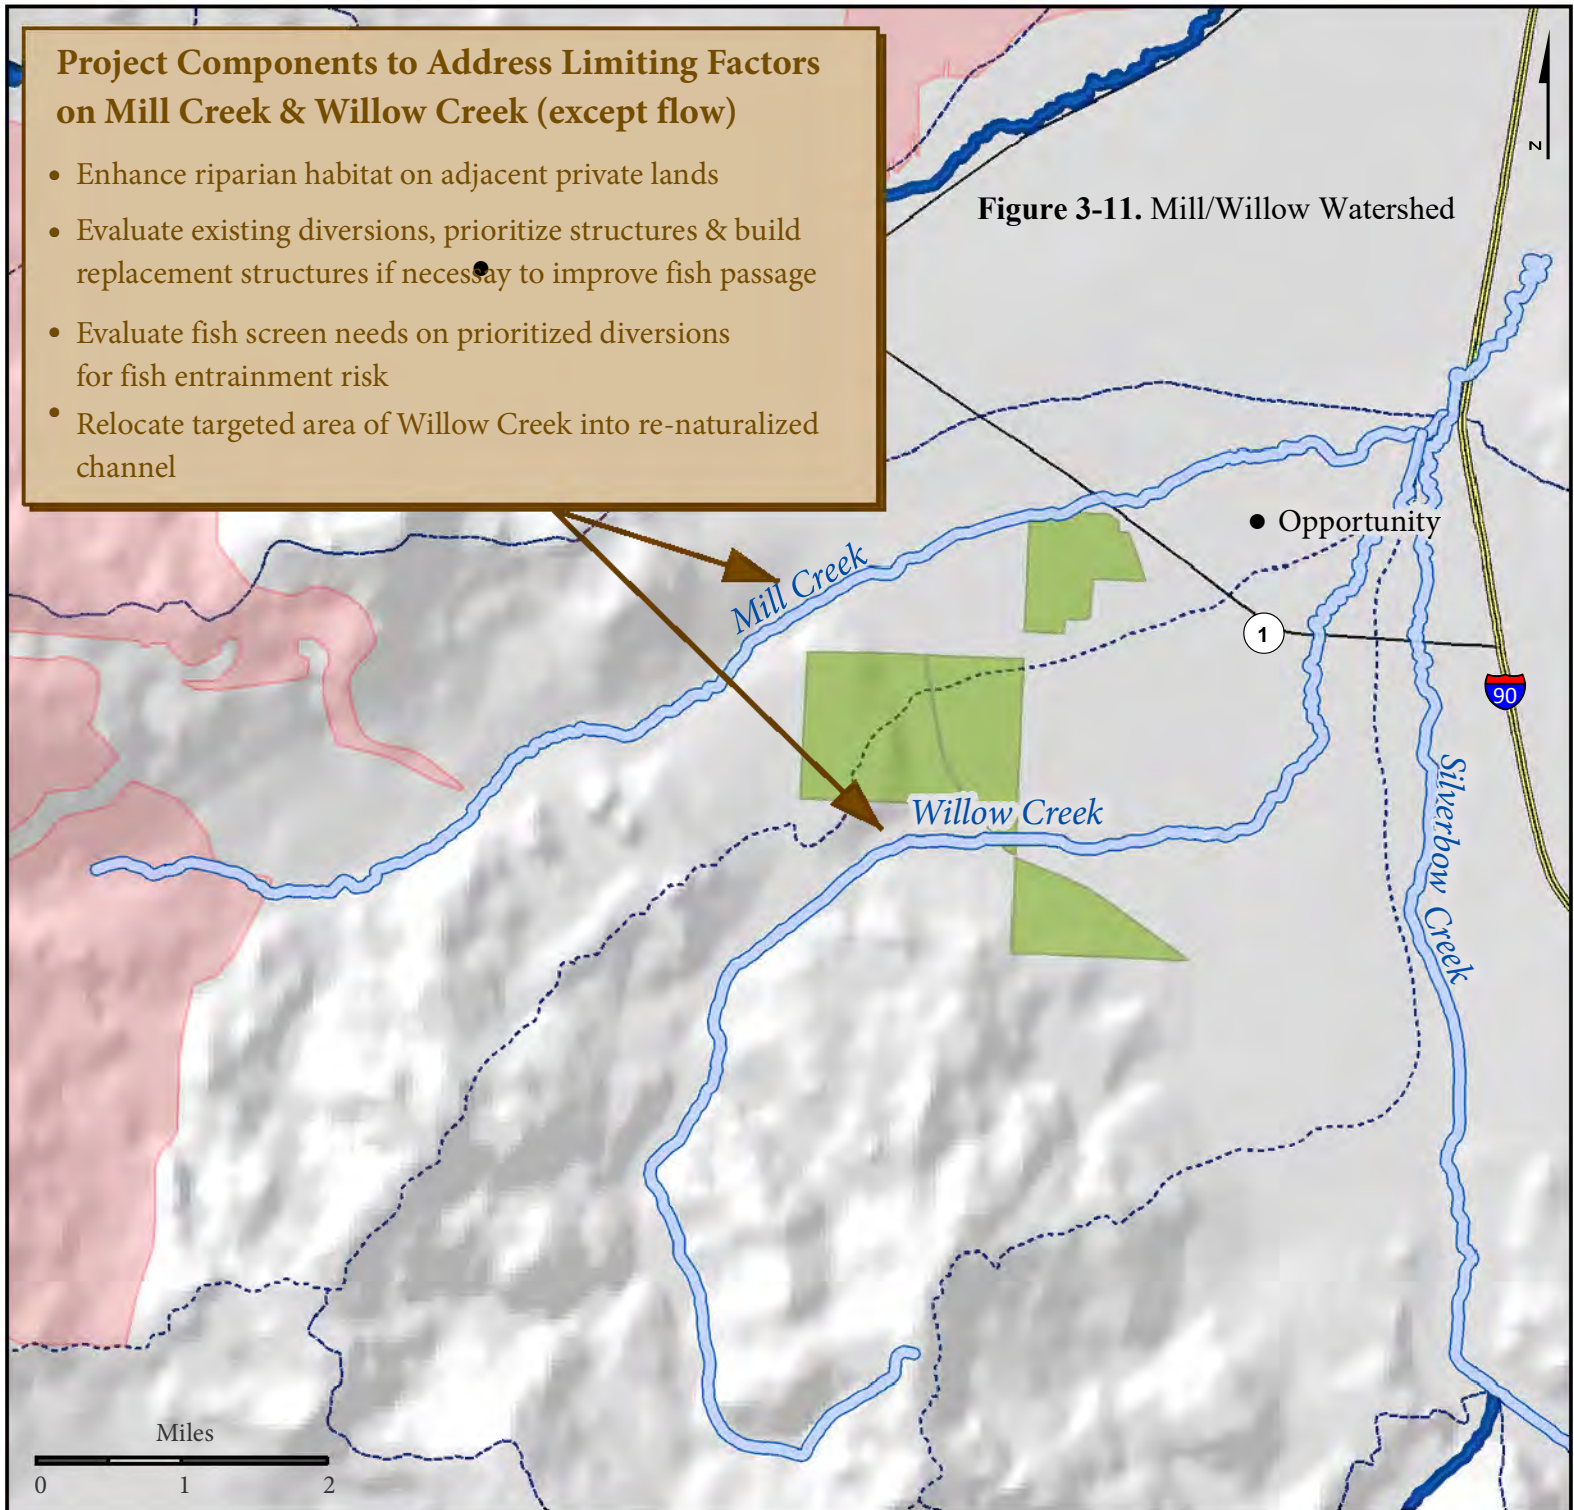 Project Components to Address Limiting Factors
on Mill Creek & Willow Creek (except flow)
• Enhance riparian habitat on adjacent private lands
• Evaluate existing diversions, prioritize structures & build
replacement structures if necessay to improve fish passage
• Evaluate fish screen needs on prioritized diversions
for fish entrainment risk
• Relocate targeted area of Willow Creek into re-naturalized
channel
N
Figure 3-11. Mill/Willow Watershed
Opportunity
Mill Creek
1
90
Willow Creek
Silverbow Creek
Miles
0 1 2